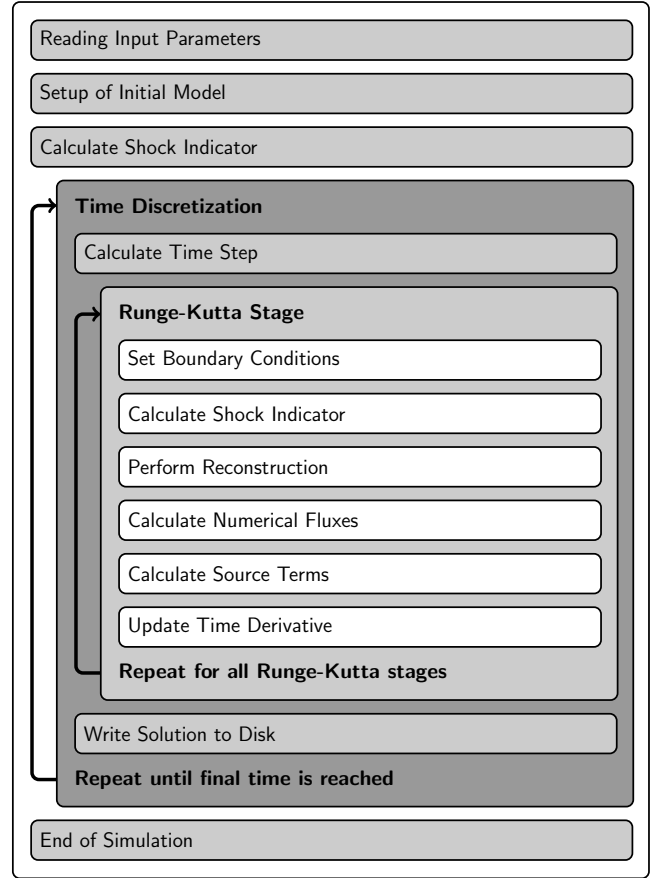 Reading Input Parameters
Setup of Initial Model
Calculate Shock Indicator
Time Discretization
Calculate Time Step
Runge-Kutta Stage
Set Boundary Conditions
Calculate Shock Indicator
Perform Reconstruction
Calculate Numerical Fluxes
Calculate Source Terms
Update Time Derivative
Repeat for all Runge-Kutta stages
Write Solution to Disk
Repeat until final time is reached
End of Simulation